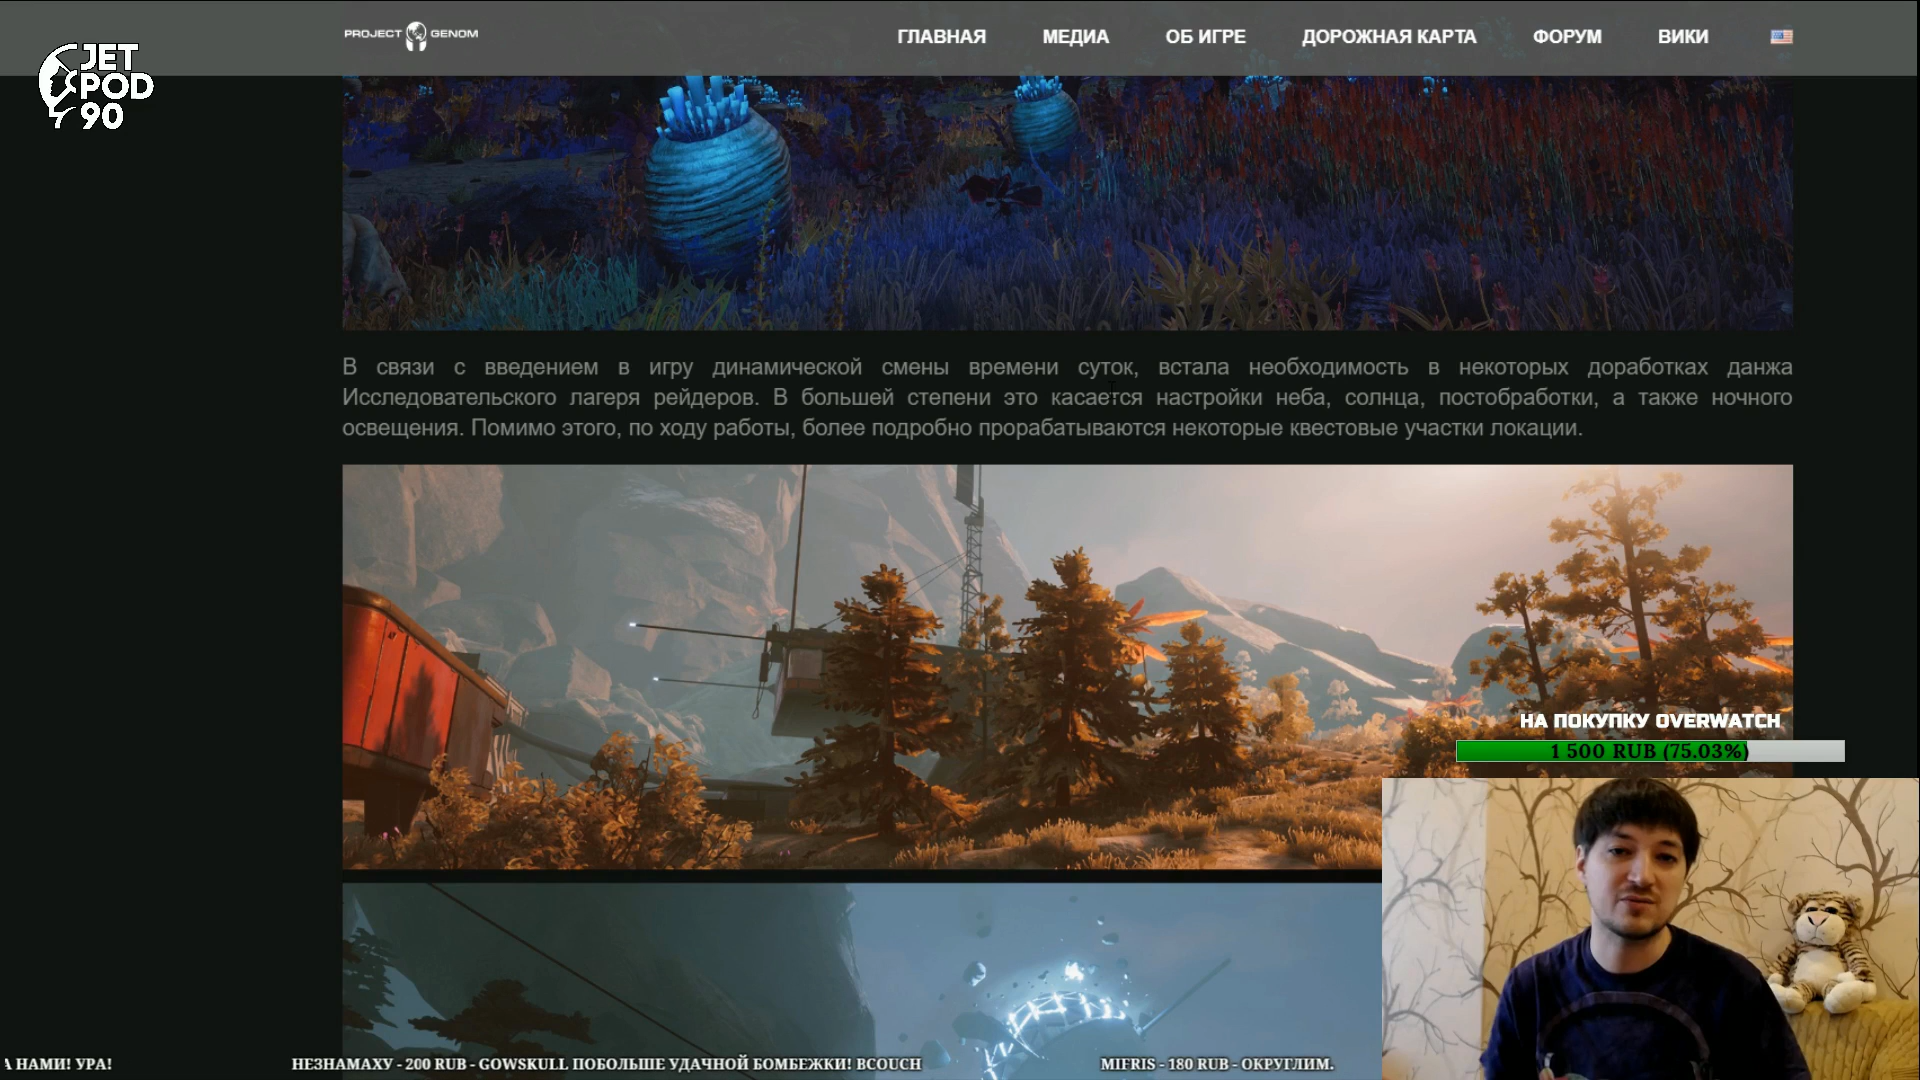 PROJECT GENOM
ГЛАВНАЯ
МЕДИА
ОБ ИГРЕ
ДОРОЖНАЯ КАРТА
ФОРУМ
ВИКИ
JET
POD
90
В связи с введением в игру динамической смены времени суток, встала необходимость в некоторых доработках данжа
Исследовательского лагеря рейдеров. В большей степени это касается настройки неба, солнца, постобработки, а также ночного
освещения. Помимо этого, по ходу работы, более подробно прорабатываются некоторые квестовые участки локации.
НА ПОКУПКУ OVERWATCH
1 500 RUB (75.03%)
А НАМИ! УРА!
НЕЗНАМАХУ - 200 RUB - GOWSKULL ПОБОЛЬШЕ УДАЧНОЙ БОМБЕЖКИ! BCOUCH
MIFRIS - 180 RUB - ОКРУГЛИМ.